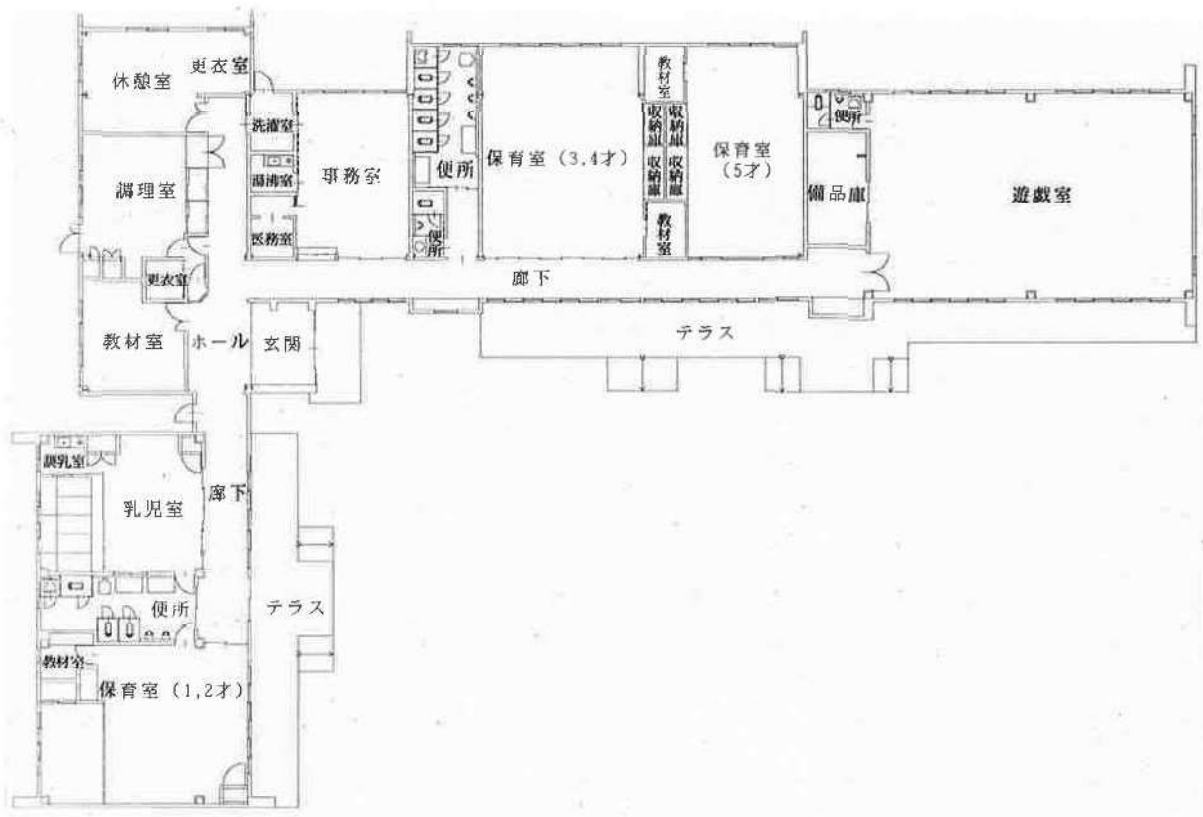 休憩室
更衣室
洗濯室
調理室
湯沸室
事務室
医務室
更衣室
教材室
ホール
玄関
便所
便所
保育室（3,4才）
教材室
収納庫
収納庫
収納庫
収納庫
教材室
保育室
（5才）
便所
備品庫
遊戯室
廊下
テラス
調乳室
乳児室
廊下
便所
テラス
教材室
保育室（1,2才）